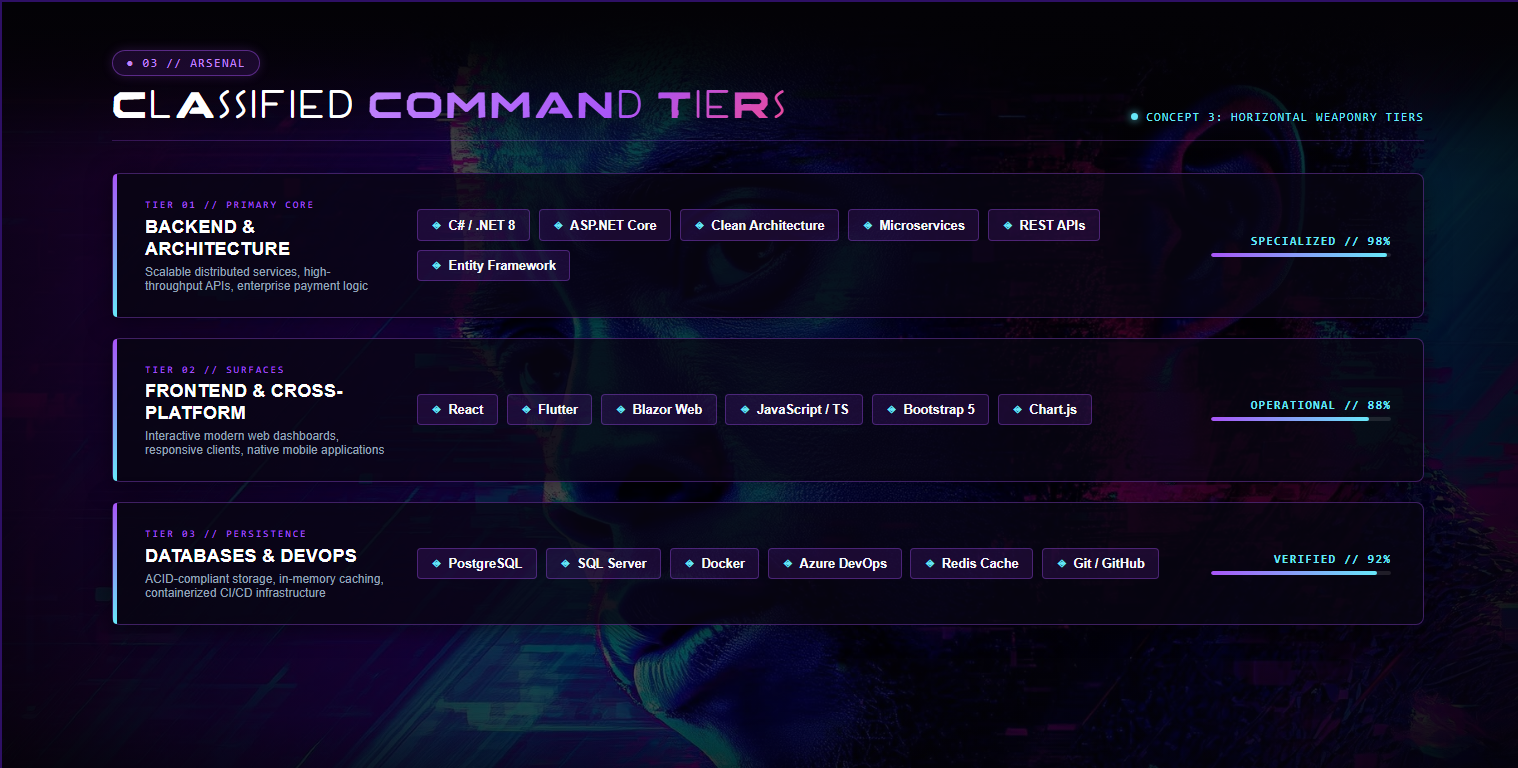 03 // ARSENAL
CLASSIFIED COMMAND TIERS
CONCEPT 3: HORIZONTAL WEAPONRY TIERS
TIER 01 // PRIMARY CORE
BACKEND &
ARCHITECTURE
Scalable distributed services, high-
throughput APIs, enterprise payment logic
C# / .NET 8
ASP.NET Core
Clean Architecture
Microservices
REST APIs
Entity Framework
SPECIALIZED // 98%
TIER 02 // SURFACES
FRONTEND & CROSS-
PLATFORM
Interactive modern web dashboards,
responsive clients, native mobile applications
React
Flutter
Blazor Web
JavaScript / TS
Bootstrap 5
Chart.js
OPERATIONAL // 88%
TIER 03 // PERSISTENCE
DATABASES & DEVOPS
ACID-compliant storage, in-memory caching,
containerized CI/CD infrastructure
PostgreSQL
SQL Server
Docker
Azure DevOps
Redis Cache
Git / GitHub
VERIFIED // 92%